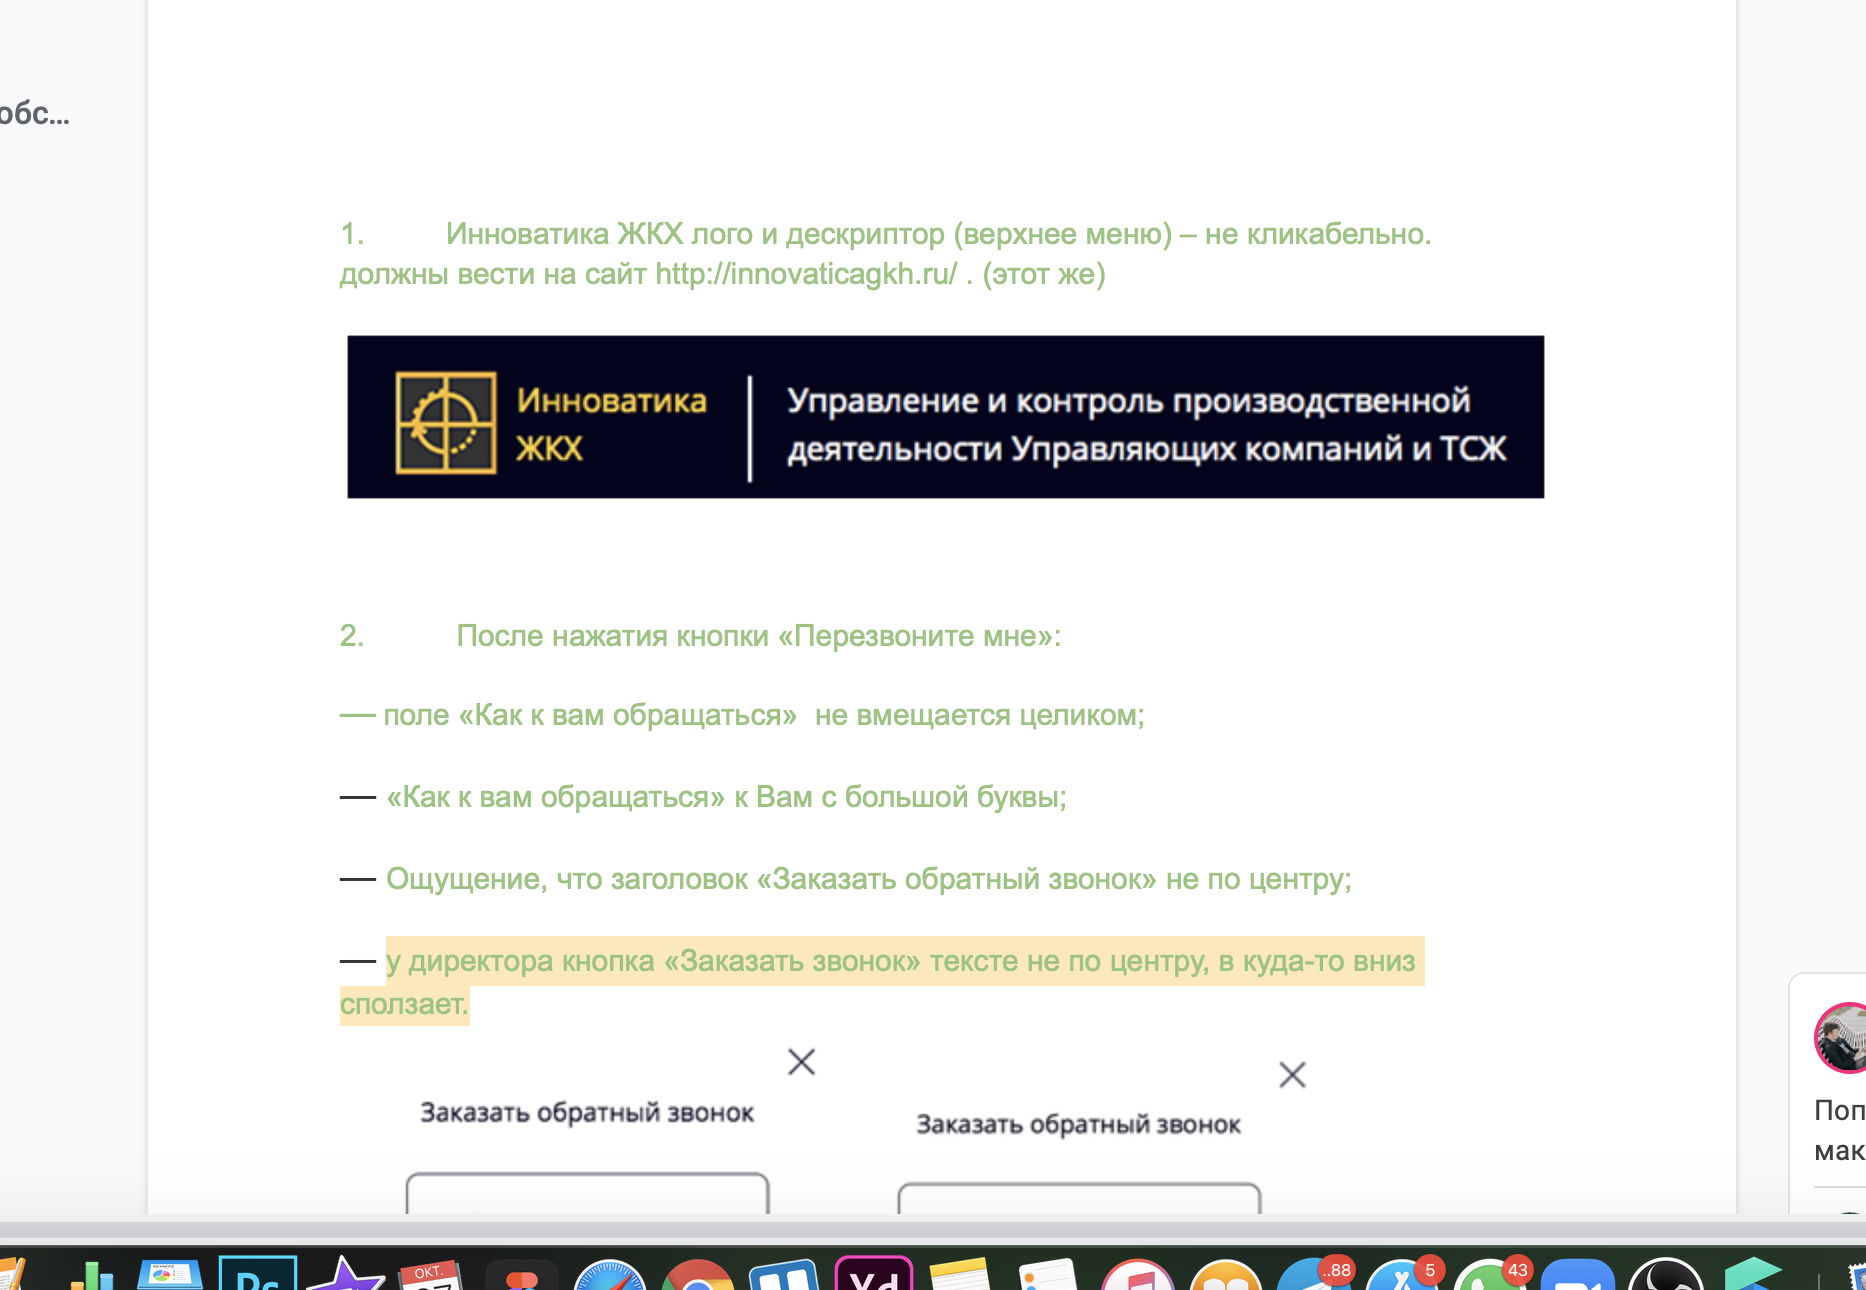 обс...
1. Инноватика ЖКХ лого и дескриптор (верхнее меню) – не кликабельно.
должны вести на сайт http://innovaticagkh.ru/ . (этот же)
Инноватика
ЖКХ
Управление и контроль производственной
деятельности Управляющих компаний и ТСЖ
2. После нажатия кнопки «Перезвоните мне»:
— поле «Как к вам обращаться»  не вмещается целиком;
— «Как к вам обращаться» к Вам с большой буквы;
— Ощущение, что заголовок «Заказать обратный звонок» не по центру;
— у директора кнопка «Заказать звонок» тексте не по центру, в куда-то вниз
сползает.
Заказать обратный звонок
Заказать обратный звонок
Поп
мак
KEYNOTE
Ps
ОКТ.
Xd
..88
5
43